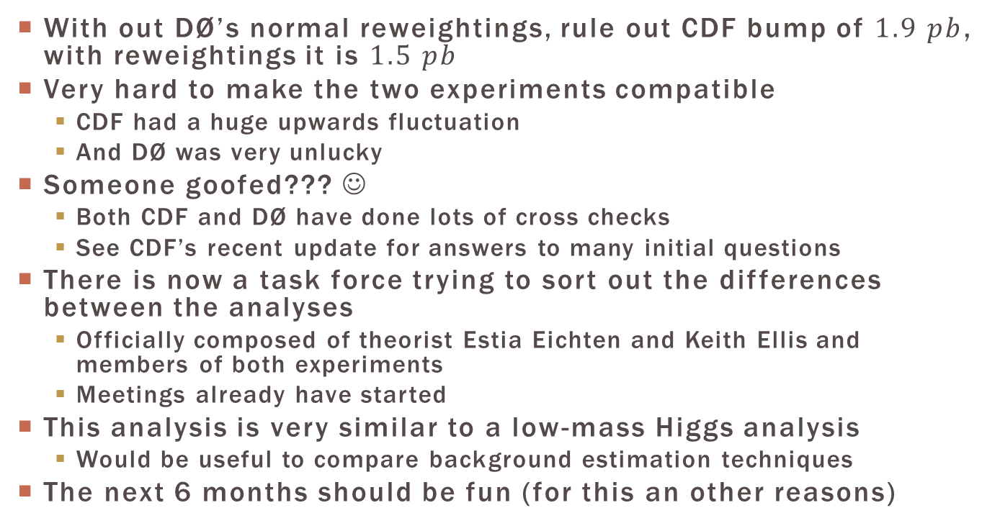 With out DØ’s normal reweightings, rule out CDF bump of 1.9 pb,
with reweightings it is 1.5 pb
Very hard to make the two experiments compatible
CDF had a huge upwards fluctuation
And DØ was very unlucky
Someone goofed??? ☺
Both CDF and DØ have done lots of cross checks
See CDF’s recent update for answers to many initial questions
There is now a task force trying to sort out the differences
between the analyses
Officially composed of theorist Estia Eichten and Keith Ellis and
members of both experiments
Meetings already have started
This analysis is very similar to a low-mass Higgs analysis
Would be useful to compare background estimation techniques
The next 6 months should be fun (for this an other reasons)